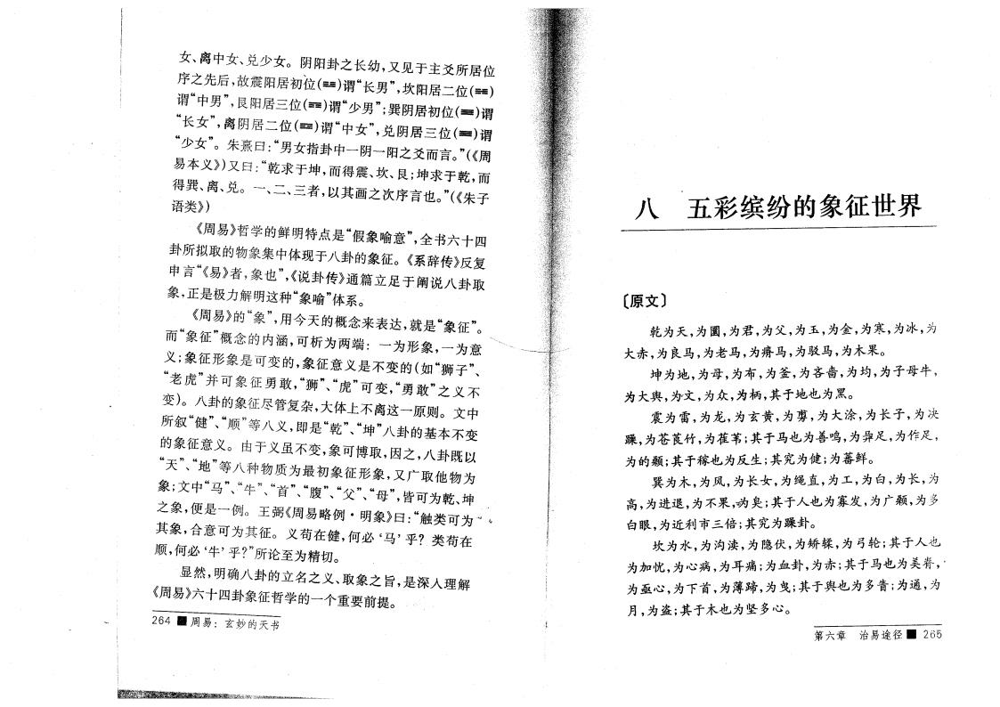 女、离中女、兑少女。阴阳卦之长幼，又见于主爻所居位
序之先后，故震阳居初位(☳)谓“长男”，坎阳居二位(☵)
谓“中男”，艮阳居三位(☶)谓“少男”；巽阴居初位(☴)谓
“长女”，离阴居二位(☲)谓“中女”，兑阴居三位(☱)谓
“少女”。朱熹曰：“男女指卦中一阴一阳之爻而言。”(《周
易本义》)又曰：“乾求于坤，而得震、坎、艮；坤求于乾，而
得巽、离、兑。一、二、三者，以其画之次序言也。”(《朱子
语类》)
《周易》哲学的鲜明特点是“假象喻意”，全书六十四
卦所拟取的物象集中体现于八卦的象征。《系辞传》反复
申言“《易》者，象也”，《说卦传》通篇立足于阐说八卦取
象，正是极力解明这种“象喻”体系。
《周易》的“象”，用今天的概念来表达，就是“象征”。
而“象征”概念的内涵，可析为两端：一为形象，一为意
义；象征形象是可变的，象征意义是不变的(如“狮子”、
“老虎”并可象征勇敢，“狮”、“虎”可变，“勇敢”之义不
变)。八卦的象征尽管复杂，大体上不离这一原则。文中
所叙“健”、“顺”等八义，即是“乾”、“坤”八卦的基本不变
的象征意义。由于义虽不变，象可博取，因之，八卦既以
“天”、“地”等八种物质为最初象征形象，又广取他物为
象；文中“马”、“牛”、“首”、“腹”、“父”、“母”，皆可为乾、坤
之象，便是一例。王弼《周易略例·明象》曰：“触类可为
其象，合意可为其征。义苟在健，何必‘马’乎？类苟在
顺，何必‘牛’乎？”所论至为精切。
显然，明确八卦的立名之义、取象之旨，是深入理解
《周易》六十四卦象征哲学的一个重要前提。
264 ■ 周易：玄妙的天书
八 五彩缤纷的象征世界
〔原文〕
乾为天，为圜，为君，为父，为玉，为金，为寒，为冰，为
大赤，为良马，为老马，为瘠马，为驳马，为木果。
坤为地，为母，为布，为釜，为吝啬，为均，为子母牛，
为大舆，为文，为众，为柄，其于地也为黑。
震为雷，为龙，为玄黄，为旉，为大涂，为长子，为决
躁，为苍筤竹，为萑苇；其于马也为善鸣，为馵足，为作足，
为的颡；其于稼也为反生；其究为健；为蕃鲜。
巽为木，为风，为长女，为绳直，为工，为白，为长，为
高，为进退，为不果，为臭；其于人也为寡发，为广颡，为多
白眼，为近利市三倍；其究为躁卦。
坎为水，为沟渎，为隐伏，为矫輮，为弓轮；其于人也
为加忧，为心病，为耳痛；为血卦，为赤；其于马也为美脊，
为亟心，为下首，为薄蹄，为曳；其于舆也为多眚；为通，为
月，为盗；其于木也为坚多心。
第六章 治易途径 ■ 265